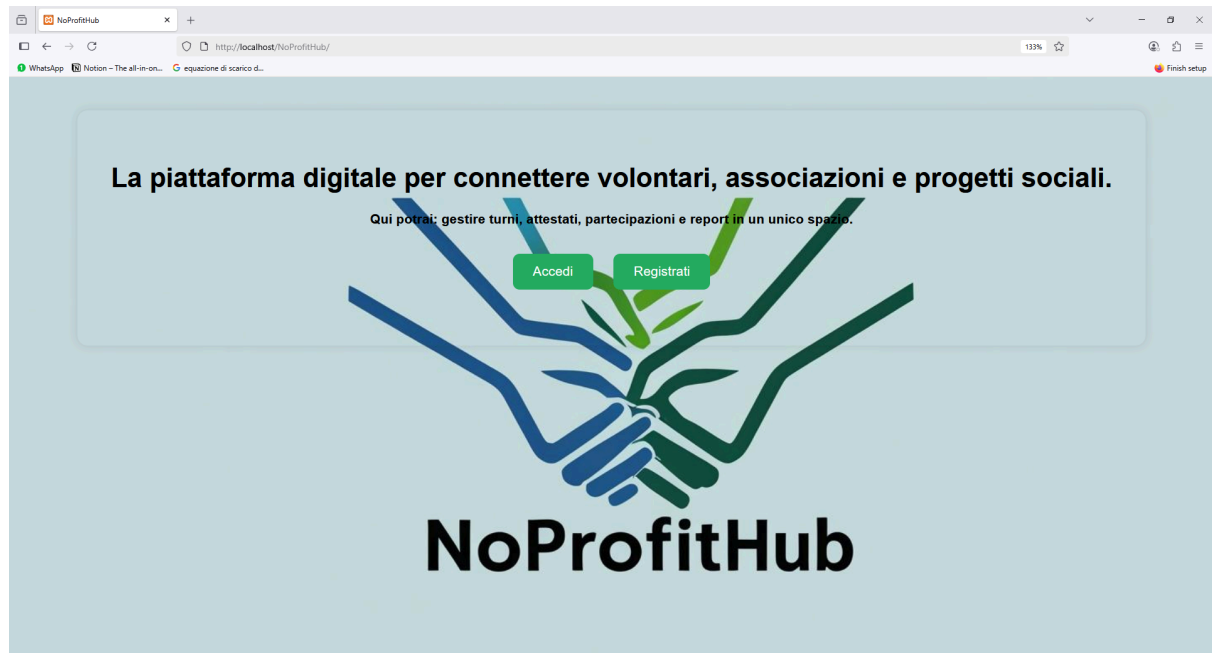 NoProfitHub
http://localhost/NoProfitHub/
133%
WhatsApp
Notion – The all-in-on...
equazione di scarico d...
Finish setup
La piattaforma digitale per connettere volontari, associazioni e progetti sociali.
Qui potrai: gestire turni, attestati, partecipazioni e report in un unico spazio.
Accedi
Registrati
NoProfitHub